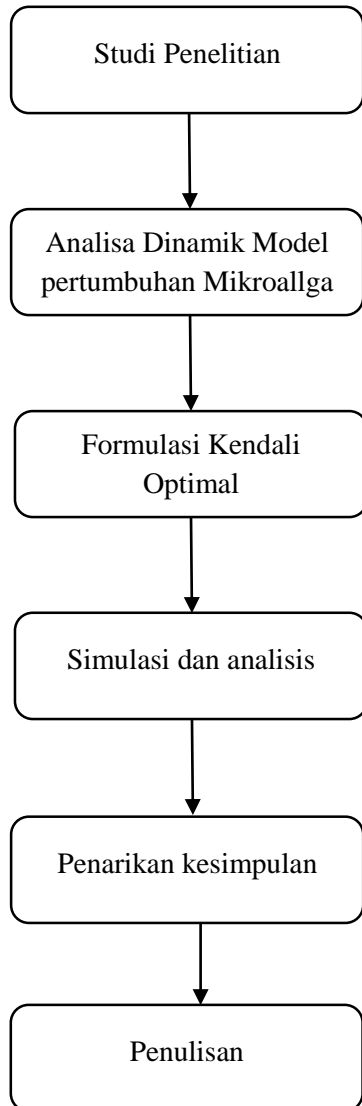 Studi Penelitian
Analisa Dinamik Model
pertumbuhan Mikroallga
Formulasi Kendali
Optimal
Simulasi dan analisis
Penarikan kesimpulan
Penulisan